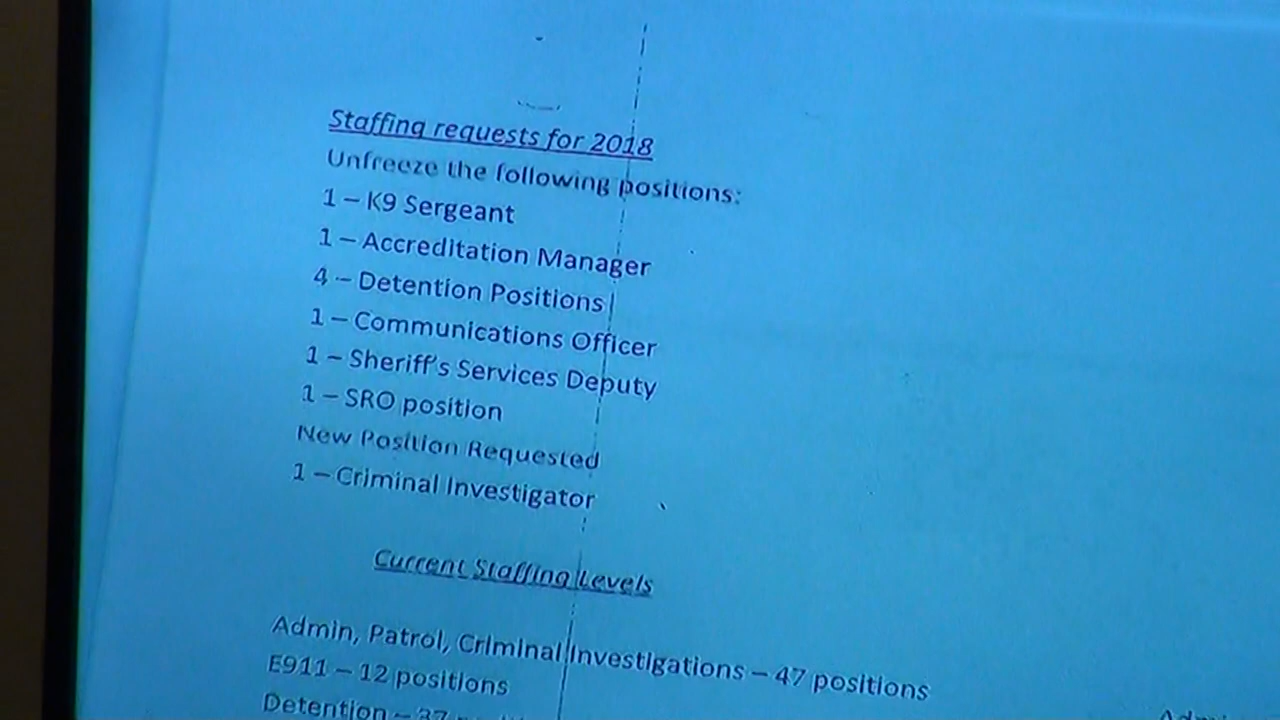 Staffing requests for 2018
Unfreeze the following positions:
1 – K9 Sergeant
1 – Accreditation Manager
4 – Detention Positions
1 – Communications Officer
1 – Sheriff's Services Deputy
1 – SRO position
New Position Requested
1 – Criminal Investigator
Current Staffing Levels
Admin, Patrol, Criminal Investigations – 47 positions
E911 – 12 positions
Detention – 37